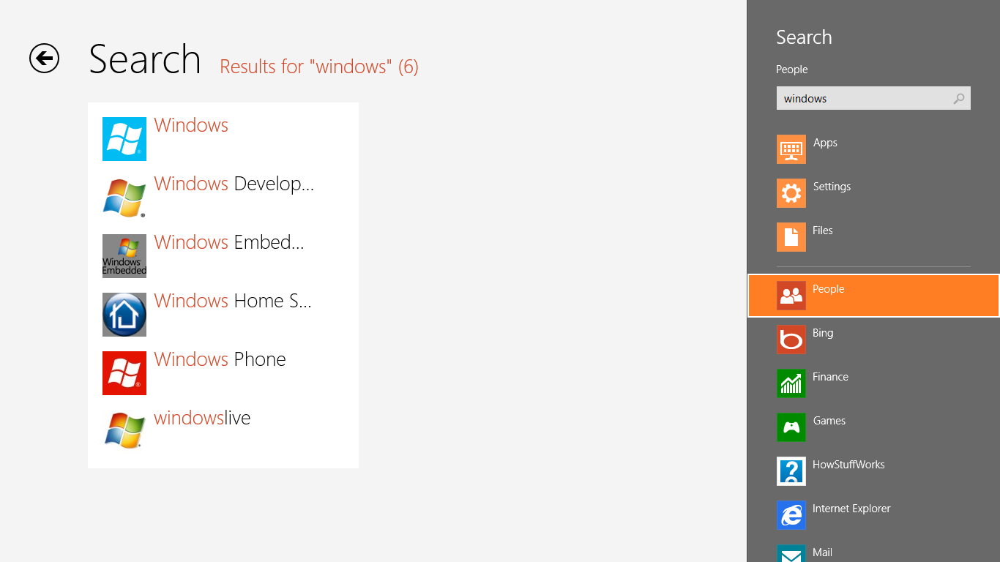 Search Results for "windows" (6)
Windows
Windows Develop...
Windows Embed...
Windows
Embedded
Windows Home S...
Windows Phone
windowslive
Search
People
windows
Apps
Settings
Files
People
Bing
Finance
Games
HowStuffWorks
Internet Explorer
Mail